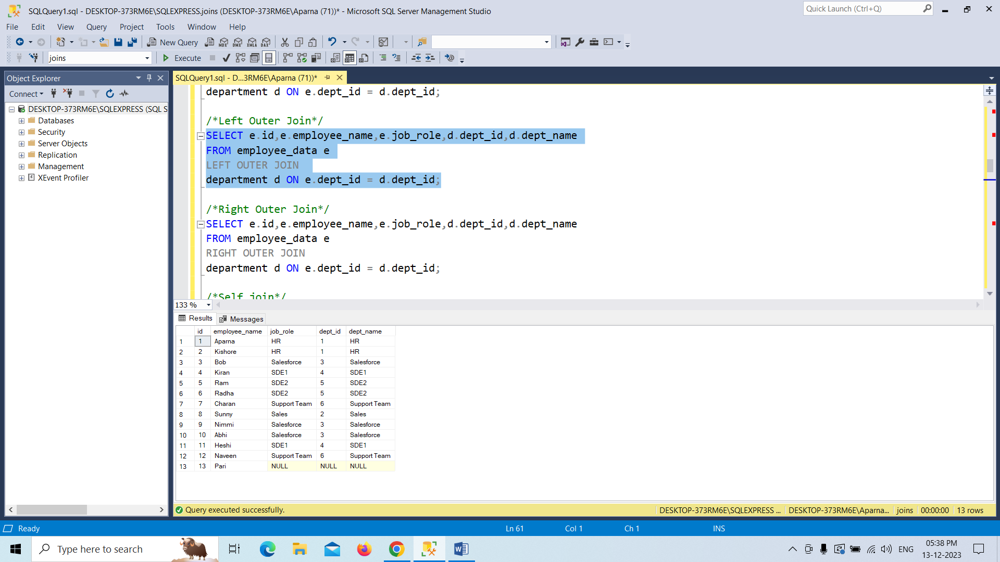 SQLQuery1.sql - DESKTOP-373RM6E\SQLEXPRESS.joins (DESKTOP-373RM6E\Aparna (71))* - Microsoft SQL Server Management Studio
Quick Launch (Ctrl+Q)
File Edit View Query Project Tools Window Help
New Query MDX DMX XMLA DAX
joins Execute
Object Explorer
Connect
DESKTOP-373RM6E\SQLEXPRESS (SQL S
Databases
Security
Server Objects
Replication
Management
XEvent Profiler
SQLQuery1.sql - D...3RM6E\Aparna (71))*
department d ON e.dept_id = d.dept_id;
/*Left Outer Join*/
SELECT e.id,e.employee_name,e.job_role,d.dept_id,d.dept_name
FROM employee_data e
LEFT OUTER JOIN
department d ON e.dept_id = d.dept_id;
/*Right Outer Join*/
SELECT e.id,e.employee_name,e.job_role,d.dept_id,d.dept_name
FROM employee_data e
RIGHT OUTER JOIN
department d ON e.dept_id = d.dept_id;
/*Self join*/
133 %
Results Messages
id employee_name job_role dept_id dept_name
1 1 Aparna HR 1 HR
2 2 Kishore HR 1 HR
3 3 Bob Salesforce 3 Salesforce
4 4 Kiran SDE1 4 SDE1
5 5 Ram SDE2 5 SDE2
6 6 Radha SDE2 5 SDE2
7 7 Charan Support Team 6 Support Team
8 8 Sunny Sales 2 Sales
9 9 Nimmi Salesforce 3 Salesforce
10 10 Abhi Salesforce 3 Salesforce
11 11 Heshi SDE1 4 SDE1
12 12 Naveen Support Team 6 Support Team
13 13 Pari NULL NULL NULL
Query executed successfully.
DESKTOP-373RM6E\SQLEXPRESS ... DESKTOP-373RM6E\Aparna... joins 00:00:00 13 rows
Ready Ln 61 Col 1 Ch 1 INS
Type here to search
ENG
05:38 PM
13-12-2023